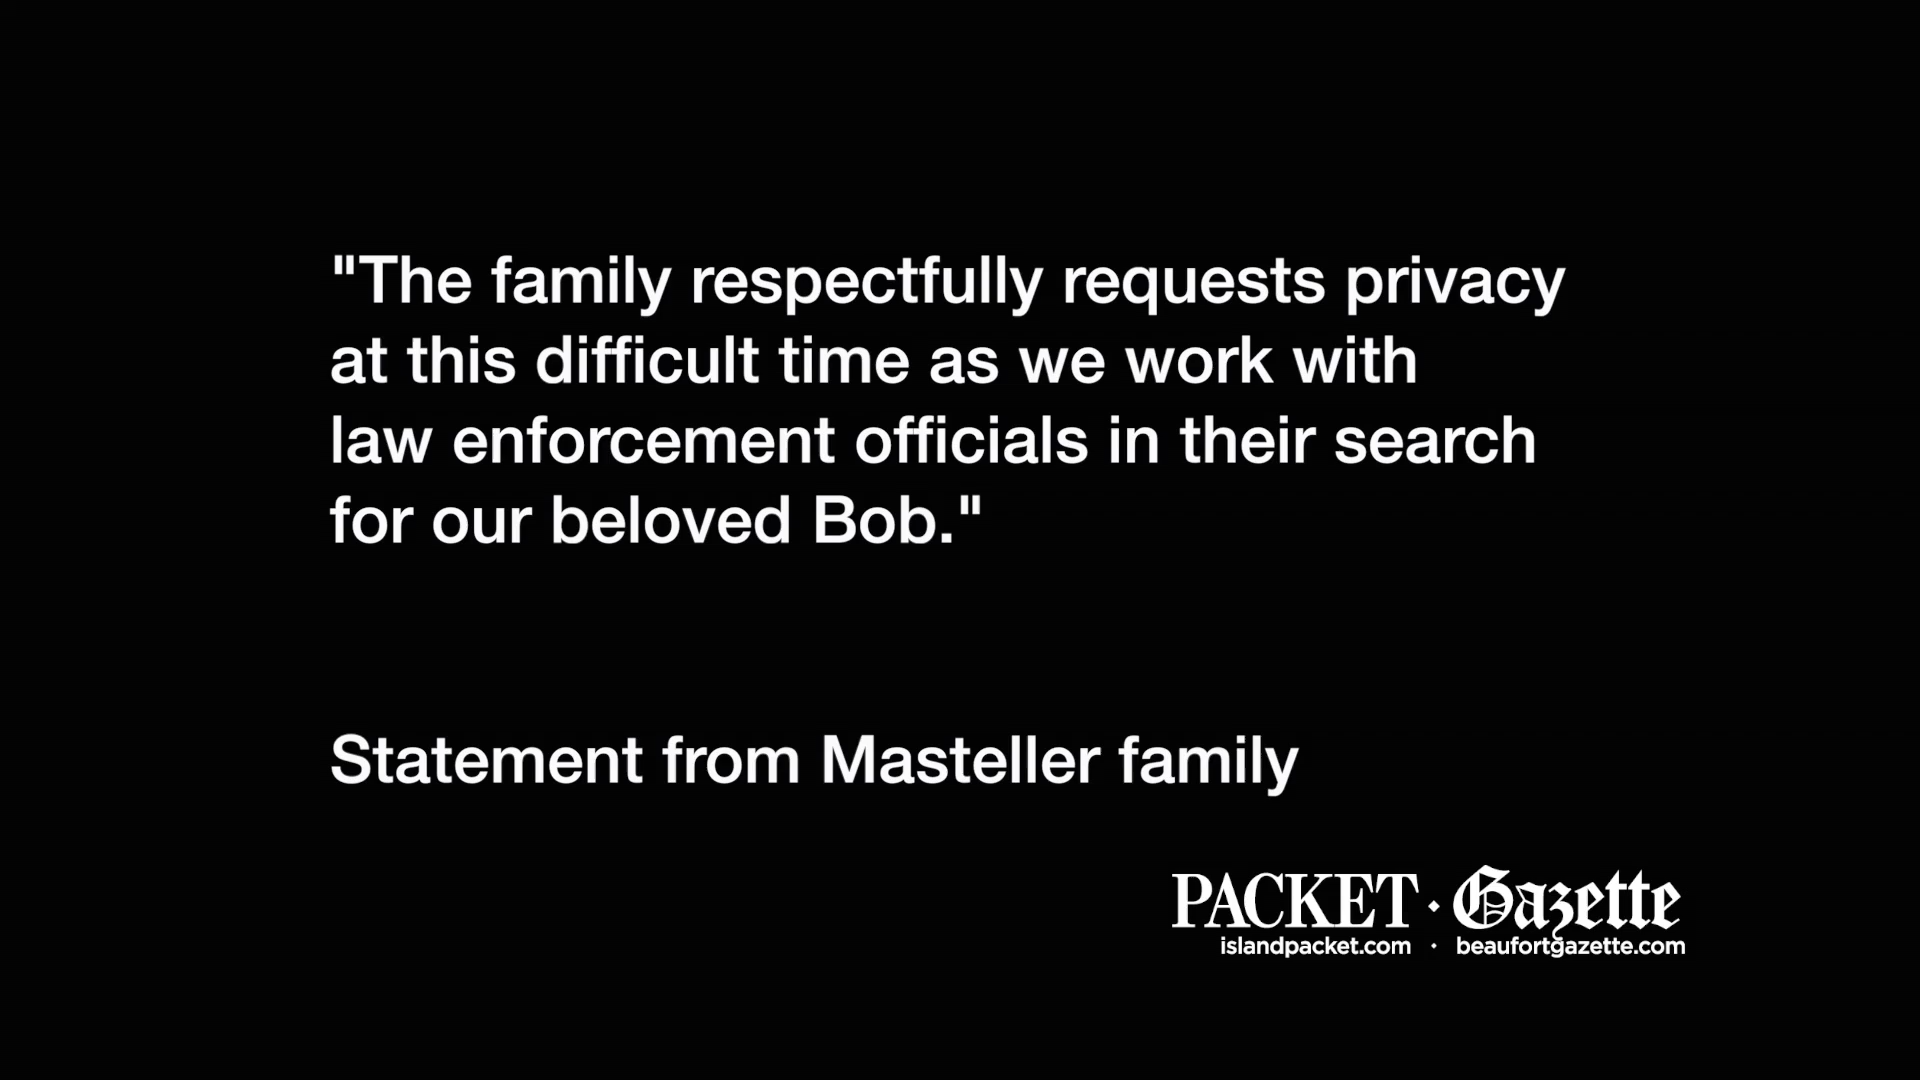 "The family respectfully requests privacy
at this difficult time as we work with
law enforcement officials in their search
for our beloved Bob."
Statement from Masteller family
PACKET · Gazette
islandpacket.com · beaufortgazette.com